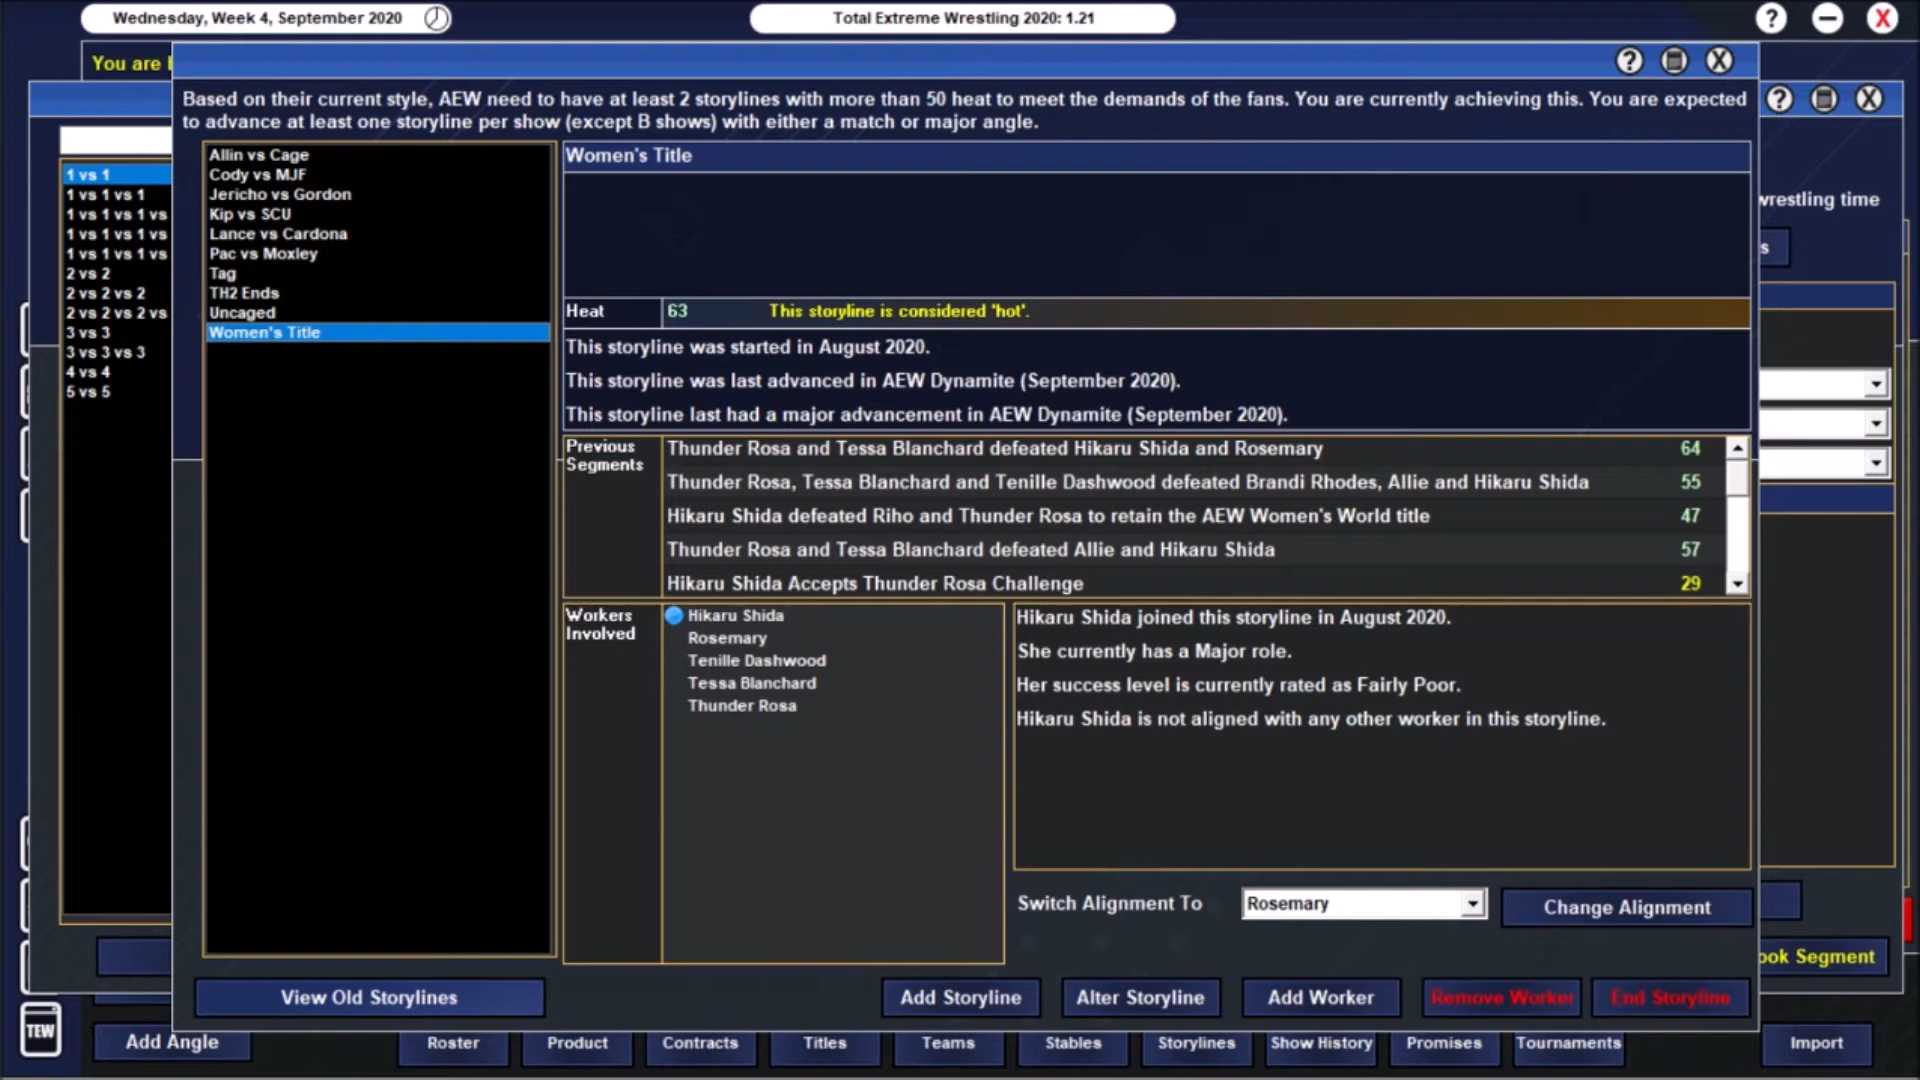 Wednesday, Week 4, September 2020
Total Extreme Wrestling 2020: 1.21
?
X
You are
?
X
Based on their current style, AEW need to have at least 2 storylines with more than 50 heat to meet the demands of the fans. You are currently achieving this. You are expected
to advance at least one storyline per show (except B shows) with either a match or major angle.
?
X
wrestling time
s
1 vs 1
1 vs 1 vs 1
1 vs 1 vs 1 vs
1 vs 1 vs 1 vs
1 vs 1 vs 1 vs
2 vs 2
2 vs 2 vs 2
2 vs 2 vs 2 vs
3 vs 3
3 vs 3 vs 3
4 vs 4
5 vs 5
Allin vs Cage
Cody vs MJF
Jericho vs Gordon
Kip vs SCU
Lance vs Cardona
Pac vs Moxley
Tag
TH2 Ends
Uncaged
Women's Title
Women's Title
Heat 63 This storyline is considered 'hot'.
This storyline was started in August 2020.
This storyline was last advanced in AEW Dynamite (September 2020).
This storyline last had a major advancement in AEW Dynamite (September 2020).
Previous
Segments
Thunder Rosa and Tessa Blanchard defeated Hikaru Shida and Rosemary 64
Thunder Rosa, Tessa Blanchard and Tenille Dashwood defeated Brandi Rhodes, Allie and Hikaru Shida 55
Hikaru Shida defeated Riho and Thunder Rosa to retain the AEW Women's World title 47
Thunder Rosa and Tessa Blanchard defeated Allie and Hikaru Shida 57
Hikaru Shida Accepts Thunder Rosa Challenge 29
Workers
Involved
Hikaru Shida
Rosemary
Tenille Dashwood
Tessa Blanchard
Thunder Rosa
Hikaru Shida joined this storyline in August 2020.
She currently has a Major role.
Her success level is currently rated as Fairly Poor.
Hikaru Shida is not aligned with any other worker in this storyline.
Switch Alignment To Rosemary Change Alignment
ook Segment
View Old Storylines Add Storyline Alter Storyline Add Worker Remove Worker End Storyline
TEW
Add Angle Roster Product Contracts Titles Teams Stables Storylines Show History Promises Tournaments Import